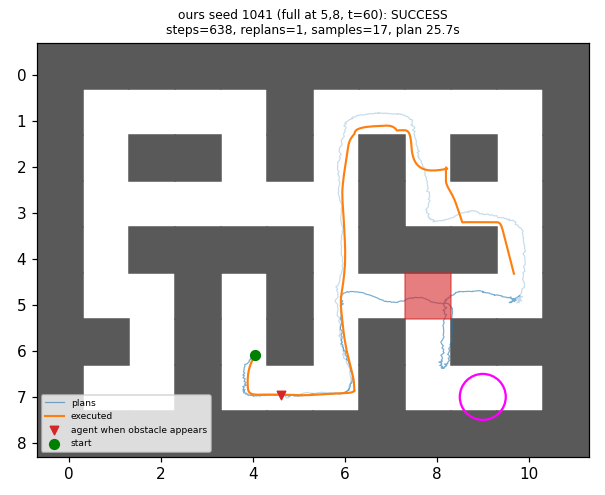 ours seed 1041 (full at 5,8, t=60): SUCCESS
steps=638, replans=1, samples=17, plan 25.7s
0
1
2
3
4
5
6
7
8
plans
executed
agent when obstacle appears
start
0 2 4 6 8 10